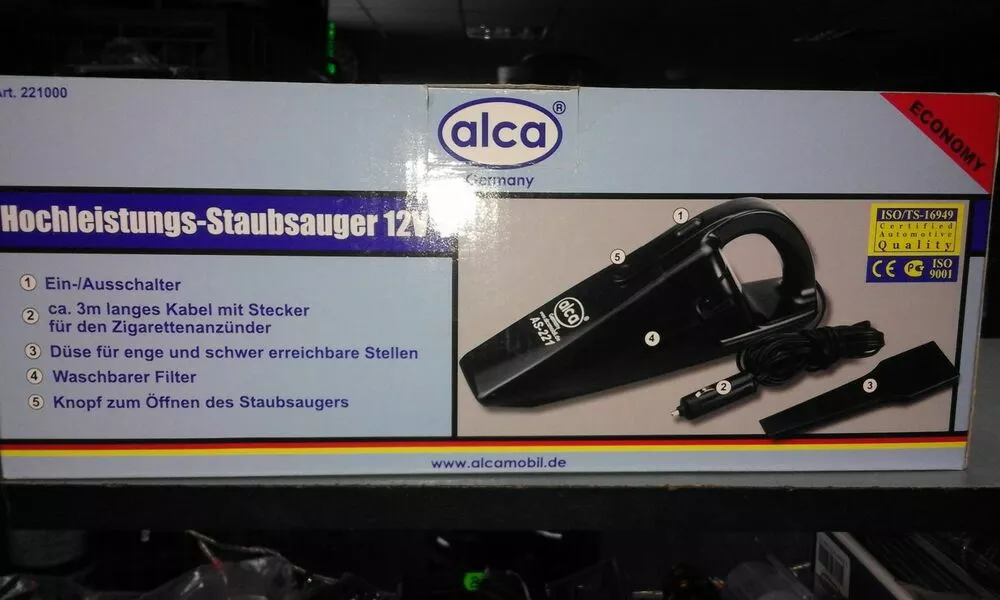 Art. 221000
alca®
Germany
ECONOMY
Hochleistungs-Staubsauger 12V
1 Ein-/Ausschalter
2 ca. 3m langes Kabel mit Stecker
für den Zigarettenanzünder
3 Düse für enge und schwer erreichbare Stellen
4 Waschbarer Filter
5 Knopf zum Öffnen des Staubsaugers
1
5
4
2
3
alca
AS-221
ISO/TS-16949
Certified
Automotive
Quality
CE PG ISO
9001
www.alcamobil.de